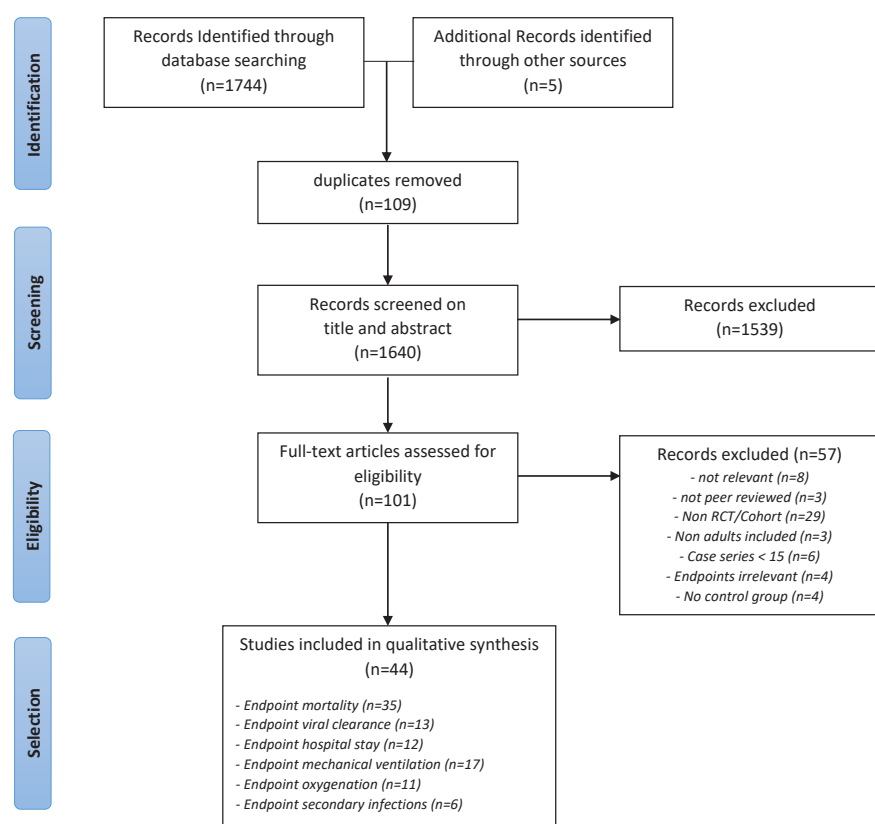 Identification
Records Identified through
database searching
(n=1744)
Additional Records identified
through other sources
(n=5)
duplicates removed
(n=109)
Screening
Records screened on
title and abstract
(n=1640)
Records excluded
(n=1539)
Eligibility
Full-text articles assessed for
eligibility
(n=101)
Records excluded (n=57)
- not relevant (n=8)
- not peer reviewed (n=3)
- Non RCT/Cohort (n=29)
- Non adults included (n=3)
- Case series < 15 (n=6)
- Endpoints irrelevant (n=4)
- No control group (n=4)
Selection
Studies included in qualitative synthesis
(n=44)
- Endpoint mortality (n=35)
- Endpoint viral clearance (n=13)
- Endpoint hospital stay (n=12)
- Endpoint mechanical ventilation (n=17)
- Endpoint oxygenation (n=11)
- Endpoint secondary infections (n=6)